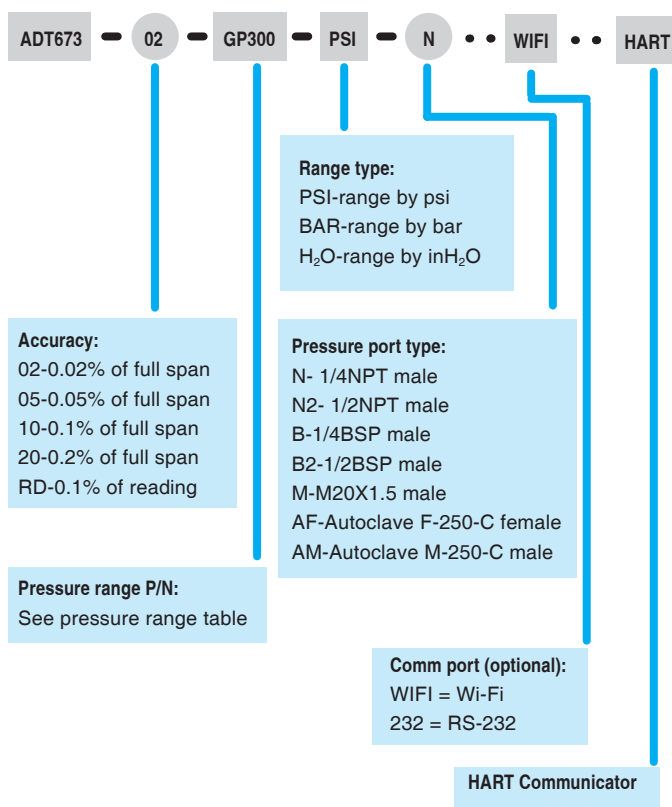 ADT673 – 02 – GP300 – PSI – N •• WIFI •• HART
Range type:
PSI-range by psi
BAR-range by bar
H₂O-range by inH₂O
Accuracy:
02-0.02% of full span
05-0.05% of full span
10-0.1% of full span
20-0.2% of full span
RD-0.1% of reading
Pressure port type:
N- 1/4NPT male
N2- 1/2NPT male
B-1/4BSP male
B2-1/2BSP male
M-M20X1.5 male
AF-Autoclave F-250-C female
AM-Autoclave M-250-C male
Pressure range P/N:
See pressure range table
Comm port (optional):
WIFI = Wi-Fi
232 = RS-232
HART Communicator